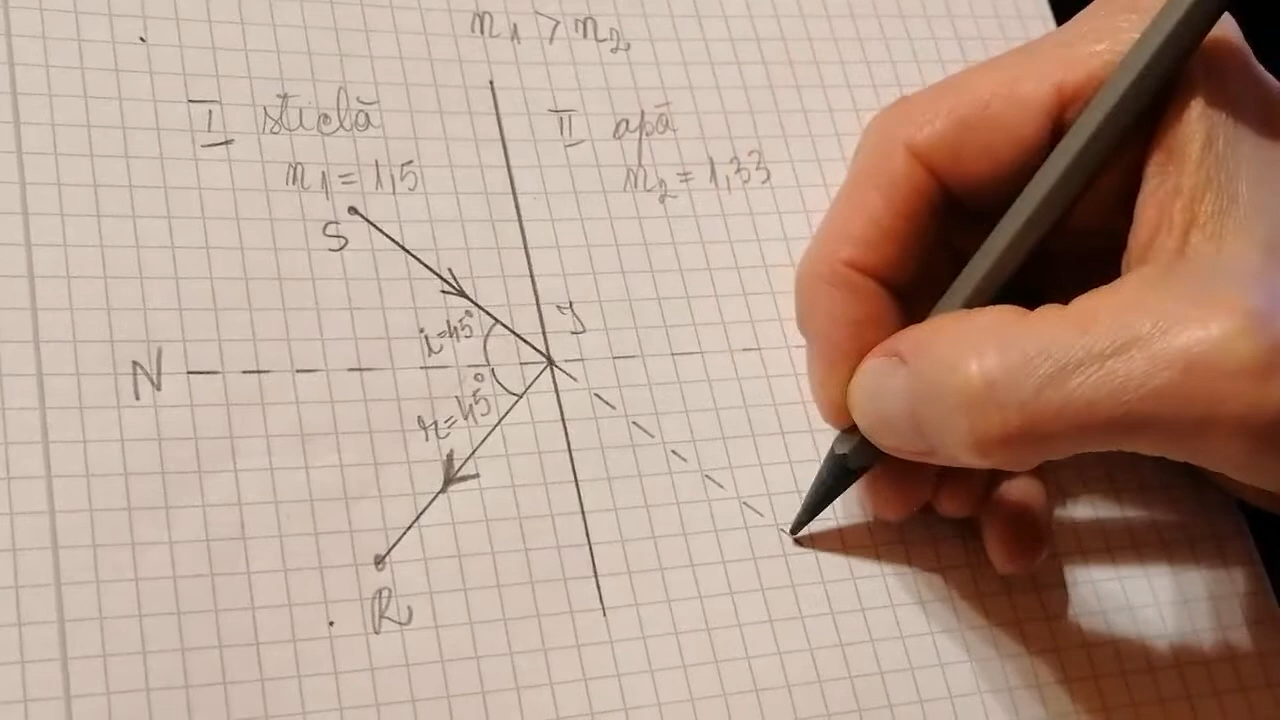 n₁ > n₂
I sticlă
II apă
n₁ = 1,5
n₂ = 1,33
S
i=45°
I
N
r=45°
R